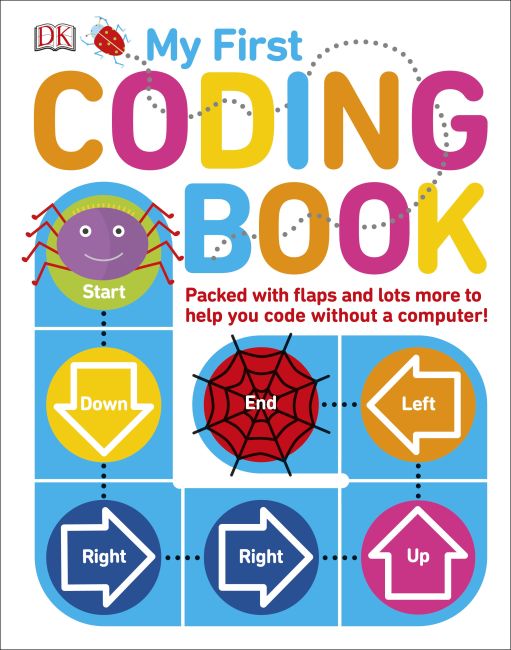 DK
My First
CODING
BOOK
Start
Packed with flaps and lots more to
help you code without a computer!
Down
End
Left
Right
Right
Up